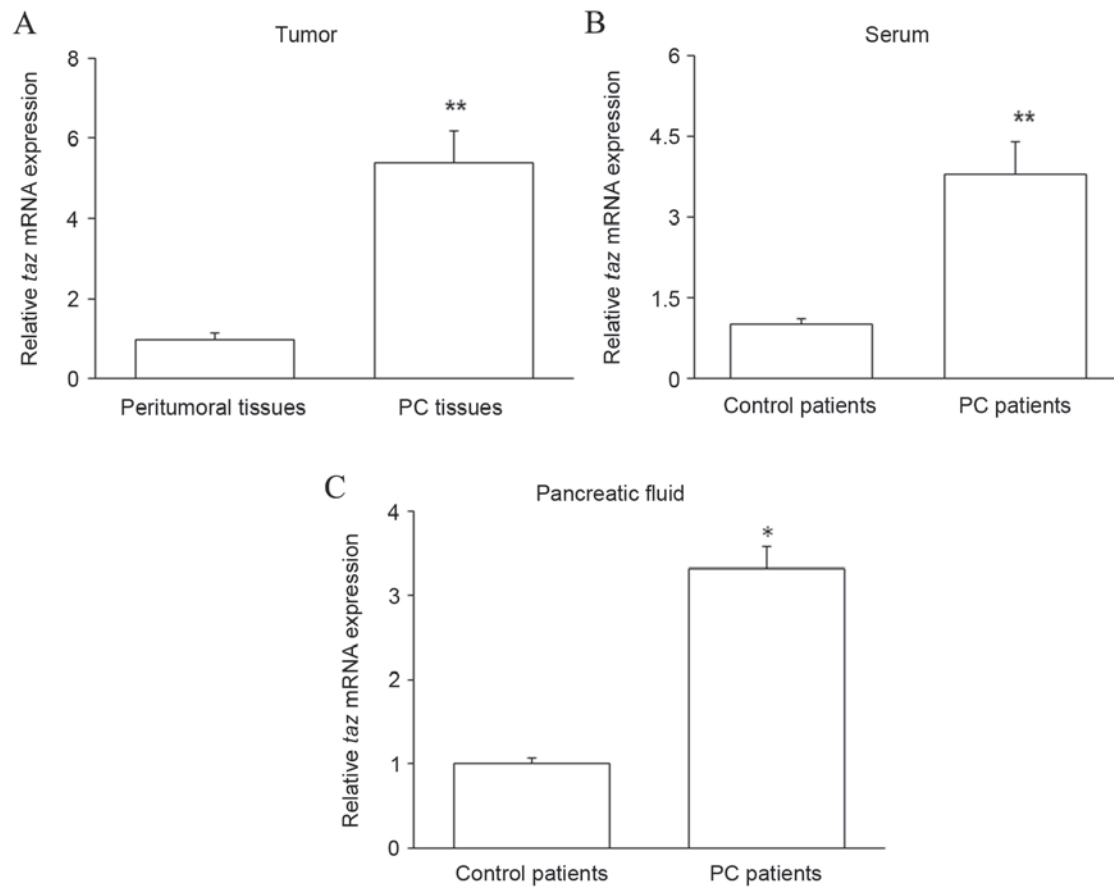 A
Tumor
Relative taz mRNA expression
8
6
4
2
0
**
Peritumoral tissues
PC tissues
B
Serum
Relative taz mRNA expression
6
4.5
3
1.5
0
**
Control patients
PC patients
C
Pancreatic fluid
Relative taz mRNA expression
4
3
2
1
0
*
Control patients
PC patients